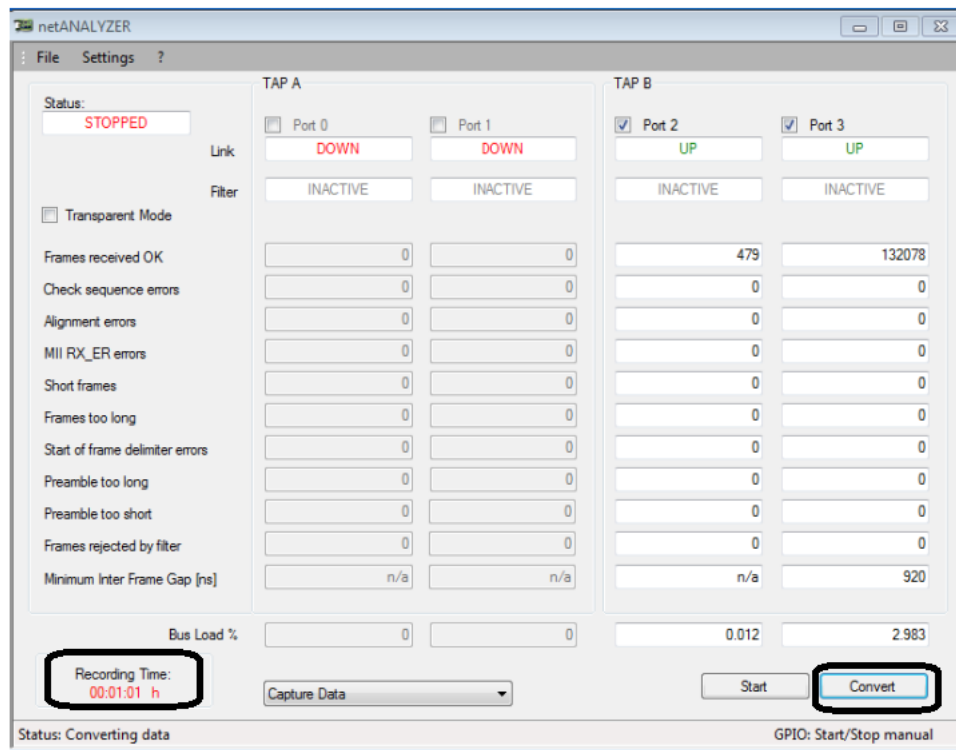 netANALYZER
File Settings ?
TAP A TAP B
Status:
STOPPED
Port 0 Port 1 Port 2 Port 3
Link DOWN DOWN UP UP
Filter INACTIVE INACTIVE INACTIVE INACTIVE
Transparent Mode
Frames received OK 0 0 479 132078
Check sequence errors 0 0 0 0
Alignment errors 0 0 0 0
MII RX_ER errors 0 0 0 0
Short frames 0 0 0 0
Frames too long 0 0 0 0
Start of frame delimiter errors 0 0 0 0
Preamble too long 0 0 0 0
Preamble too short 0 0 0 0
Frames rejected by filter 0 0 0 0
Minimum Inter Frame Gap [ns] n/a n/a n/a 920
Bus Load % 0 0 0.012 2.983
Recording Time:
00:01:01 h
Capture Data Start Convert
Status: Converting data GPIO: Start/Stop manual